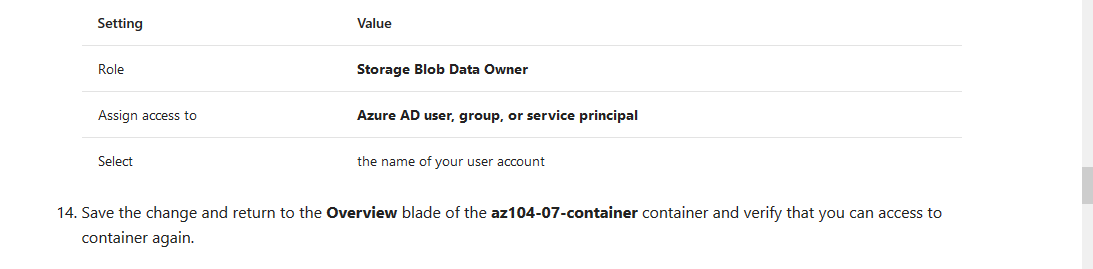 Setting Value
Role Storage Blob Data Owner
Assign access to Azure AD user, group, or service principal
Select the name of your user account
14. Save the change and return to the Overview blade of the az104-07-container container and verify that you can access to
container again.